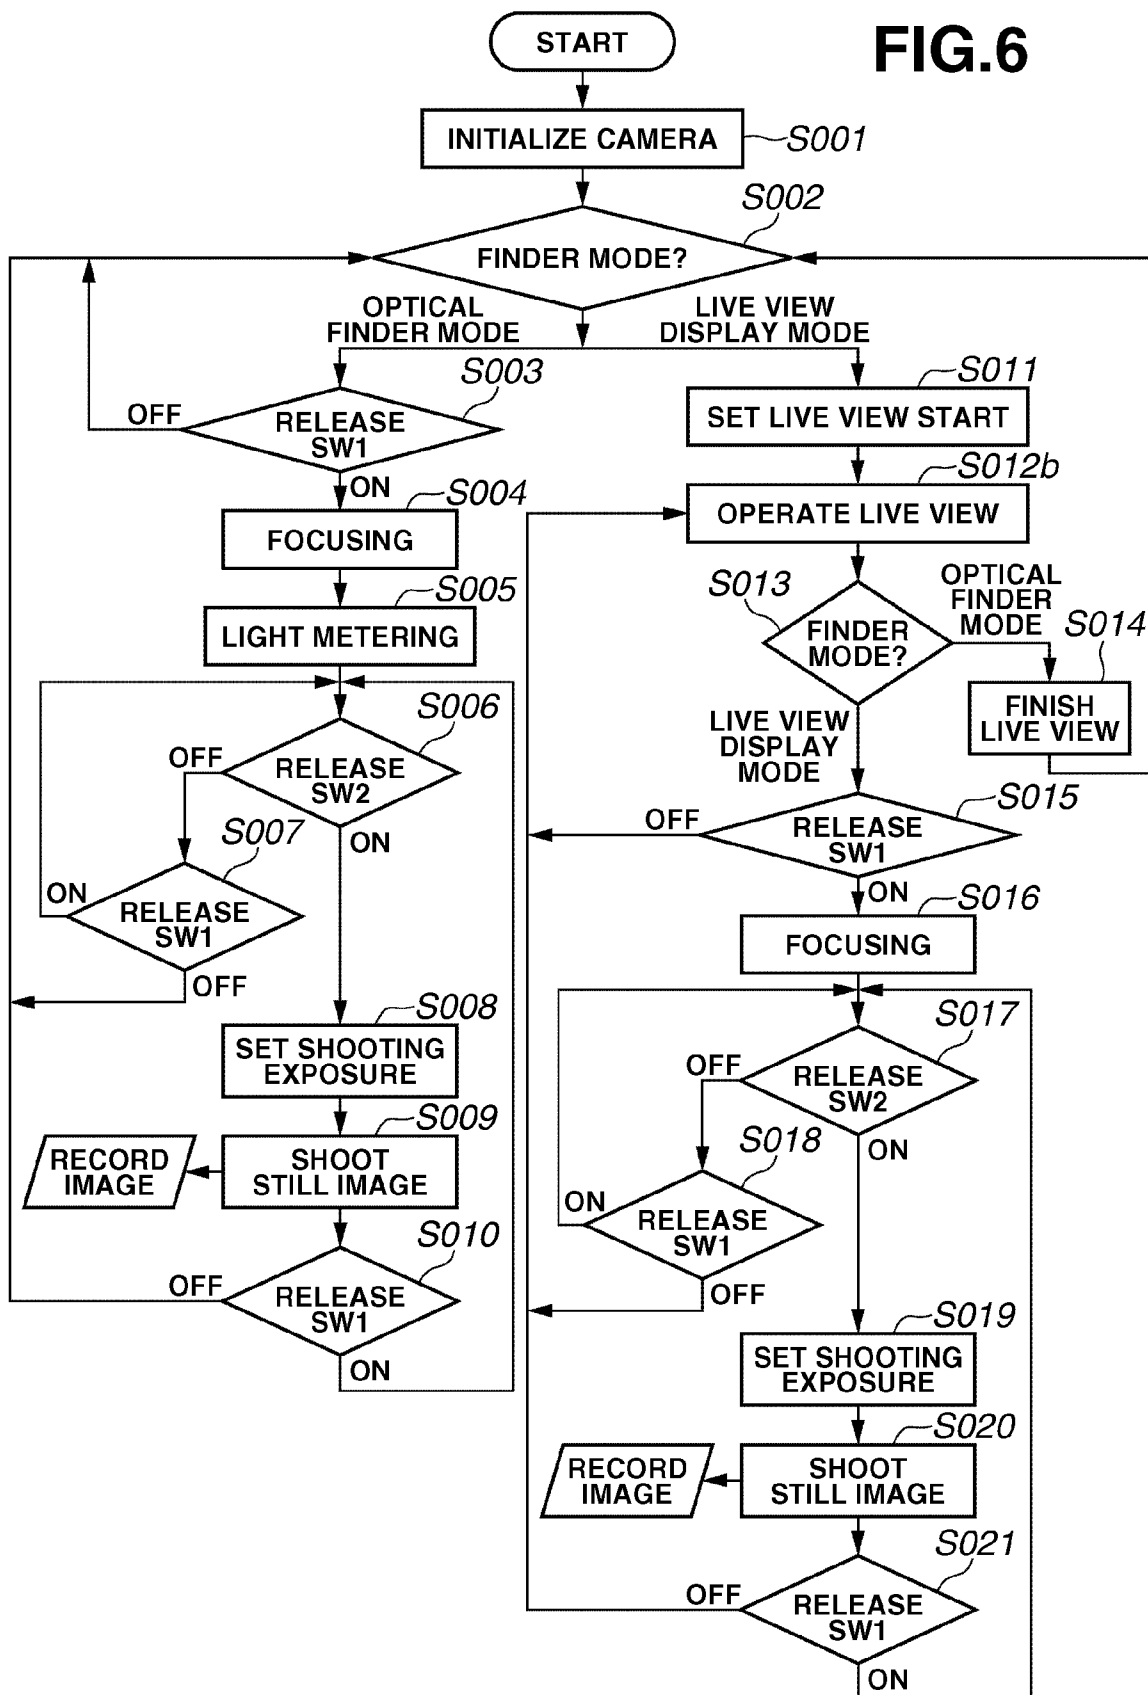 FIG.6
START
INITIALIZE CAMERA
S001
S002
FINDER MODE?
OPTICAL
FINDER MODE
LIVE VIEW
DISPLAY MODE
S003
OFF
RELEASE
SW1
ON
S004
FOCUSING
S005
LIGHT METERING
S006
OFF
RELEASE
SW2
ON
S007
ON
RELEASE
SW1
OFF
S008
SET SHOOTING
EXPOSURE
S009
RECORD
IMAGE
SHOOT
STILL IMAGE
S010
OFF
RELEASE
SW1
ON
S011
SET LIVE VIEW START
S012b
OPERATE LIVE VIEW
S013
FINDER
MODE?
OPTICAL
FINDER
MODE
S014
FINISH
LIVE VIEW
LIVE VIEW
DISPLAY
MODE
S015
OFF
RELEASE
SW1
ON
S016
FOCUSING
S017
OFF
RELEASE
SW2
ON
S018
ON
RELEASE
SW1
OFF
S019
SET SHOOTING
EXPOSURE
S020
RECORD
IMAGE
SHOOT
STILL IMAGE
S021
OFF
RELEASE
SW1
ON